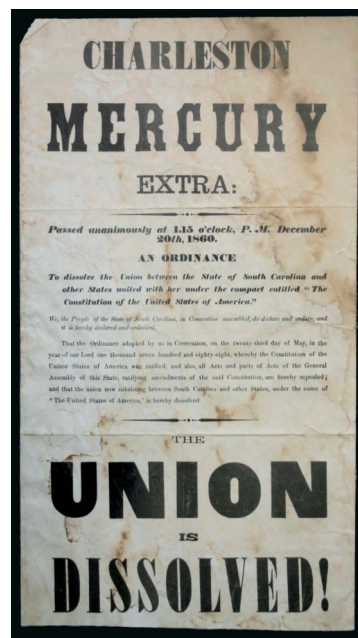 CHARLESTON
MERCURY
EXTRA:
Passed unanimously at 1.15 o'clock, P. M. December
20th, 1860.
AN ORDINANCE
To dissolve the Union between the State of South Carolina and
other States united with her under the compact entitled "The
Constitution of the United States of America."
We, the People of the State of South Carolina, in Convention assembled, do declare and ordain, and
it is hereby declared and ordained,
That the Ordinance adopted by us in Convention, on the twenty-third day of May, in the
year of our Lord one thousand seven hundred and eighty-eight, whereby the Constitution of the
United States of America was ratified, and also, all Acts and parts of Acts of the General
Assembly of this State, ratifying amendments of the said Constitution, are hereby repealed;
and that the union now subsisting between South Carolina and other States, under the name of
"The United States of America," is hereby dissolved.
THE
UNION
IS
DISSOLVED!